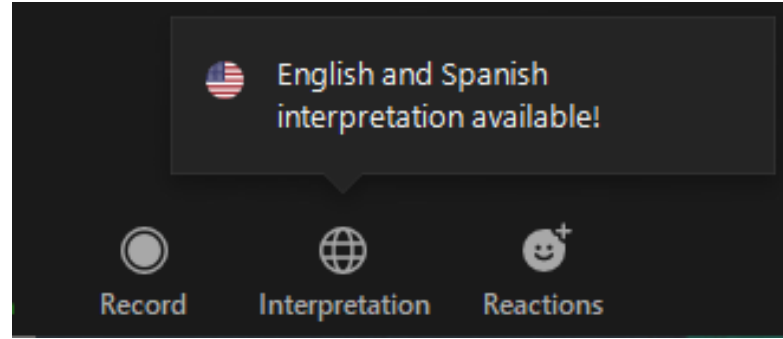 English and Spanish
interpretation available!
Record Interpretation Reactions